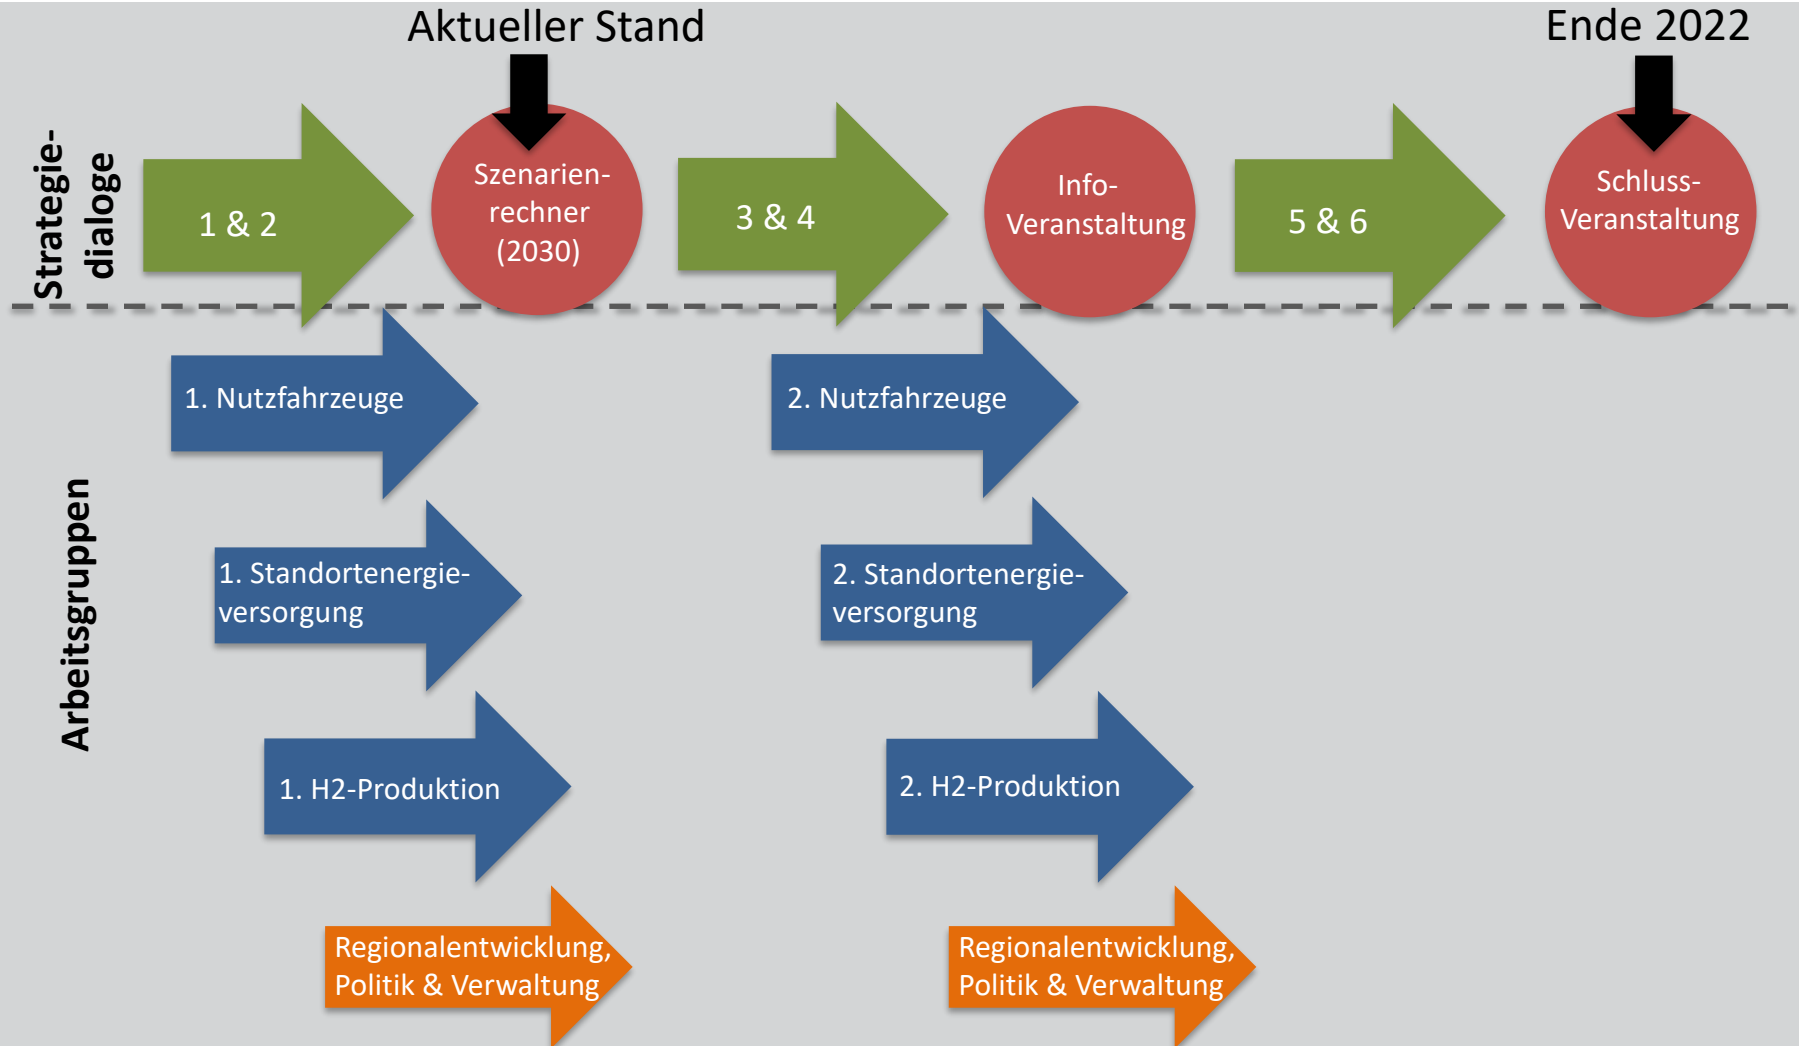 Aktueller Stand
Ende 2022
Strategie-
dialoge
1 & 2
Szenarien-
rechner
(2030)
3 & 4
Info-
Veranstaltung
5 & 6
Schluss-
Veranstaltung
Arbeitsgruppen
1. Nutzfahrzeuge
2. Nutzfahrzeuge
1. Standortenergie-
versorgung
2. Standortenergie-
versorgung
1. H2-Produktion
2. H2-Produktion
Regionalentwicklung,
Politik & Verwaltung
Regionalentwicklung,
Politik & Verwaltung